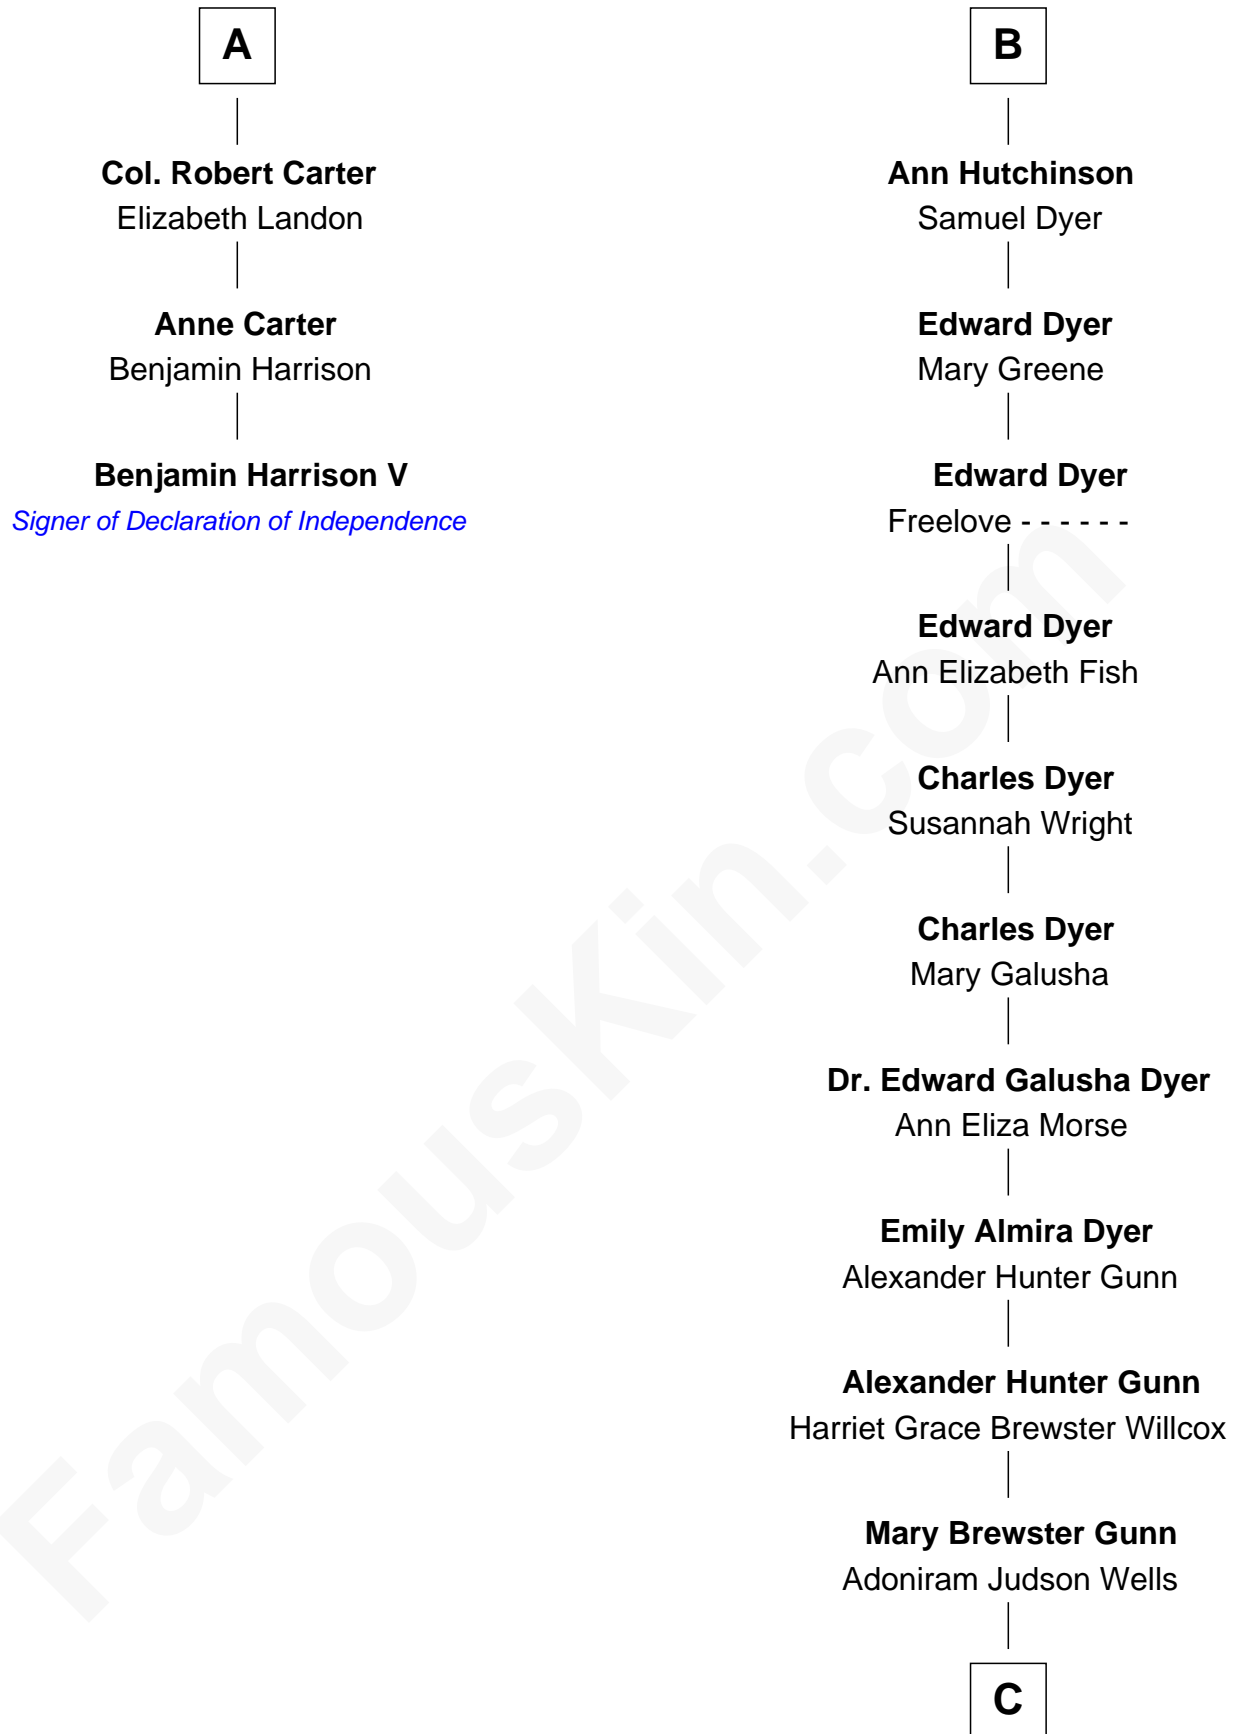 A
Col. Robert Carter
Elizabeth Landon
Anne Carter
Benjamin Harrison
Benjamin Harrison V
Signer of Declaration of Independence
B
Ann Hutchinson
Samuel Dyer
Edward Dyer
Mary Greene
Edward Dyer
Freelove - - - - - -
Edward Dyer
Ann Elizabeth Fish
Charles Dyer
Susannah Wright
Charles Dyer
Mary Galusha
Dr. Edward Galusha Dyer
Ann Eliza Morse
Emily Almira Dyer
Alexander Hunter Gunn
Alexander Hunter Gunn
Harriet Grace Brewster Willcox
Mary Brewster Gunn
Adoniram Judson Wells
C
FamousKin.com